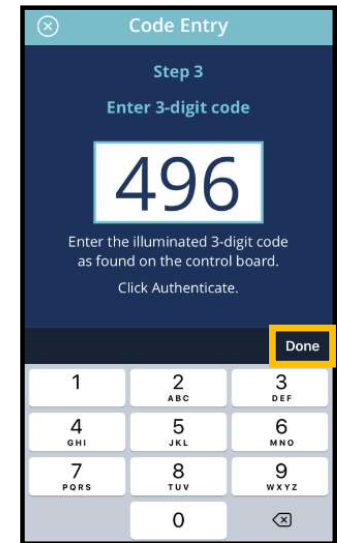 Code Entry
Step 3
Enter 3-digit code
496
Enter the illuminated 3-digit code
as found on the control board.
Click Authenticate.
Done
1 2 3
ABC DEF
4 5 6
GHI JKL MNO
7 8 9
PQRS TUV WXYZ
0